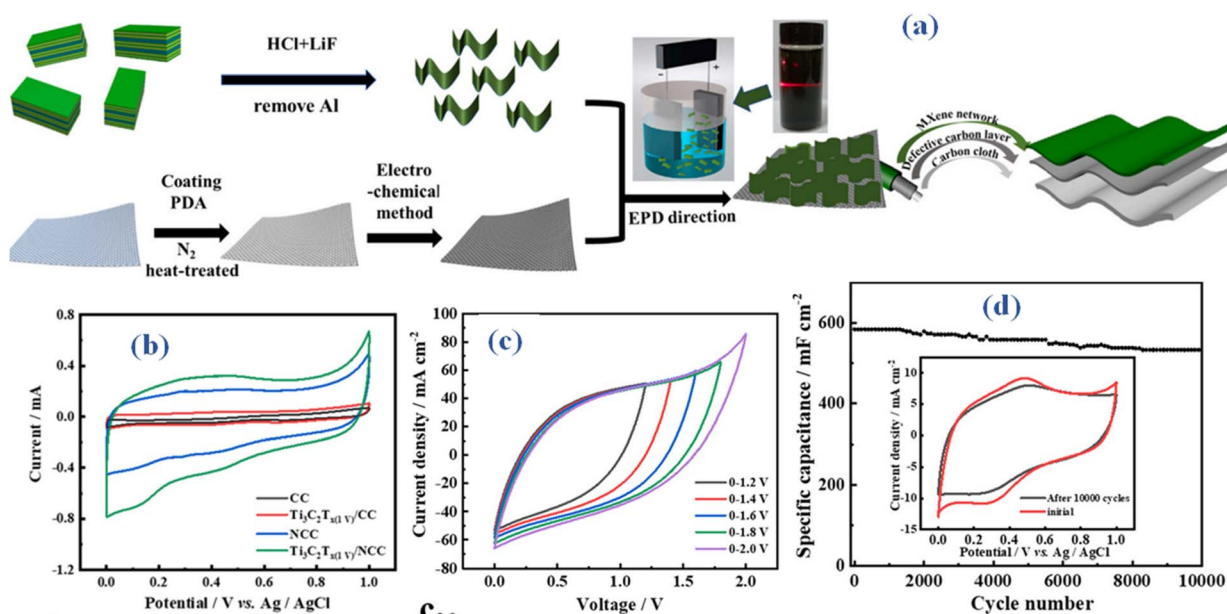 (a)
HCl+LiF
remove Al
- +
MXene network
Defective carbon layer
Carbon cloth
Coating
PDA
N2
heat-treated
Electro
-chemical
method
EPD direction
(b)
Current / mA
0.8
0.4
0.0
-0.4
-0.8
-1.2
0.0 0.2 0.4 0.6 0.8 1.0
Potential / V vs. Ag / AgCl
CC
Ti3C2Tx(1 V)/CC
NCC
Ti3C2Tx(1 V)/NCC
(c)
Current density / mA cm-2
100
80
60
40
20
0
-20
-40
-60
-80
0.0 0.5 1.0 1.5 2.0
Voltage / V
0-1.2 V
0-1.4 V
0-1.6 V
0-1.8 V
0-2.0 V
(d)
Specific capacitance / mF cm-2
600
400
200
0
0 2000 4000 6000 8000 10000
Cycle number
Current density / mA cm-2
10
5
0
-5
-10
-15
0.0 0.2 0.4 0.6 0.8 1.0
Potential / V vs. Ag / AgCl
After 10000 cycles
initial